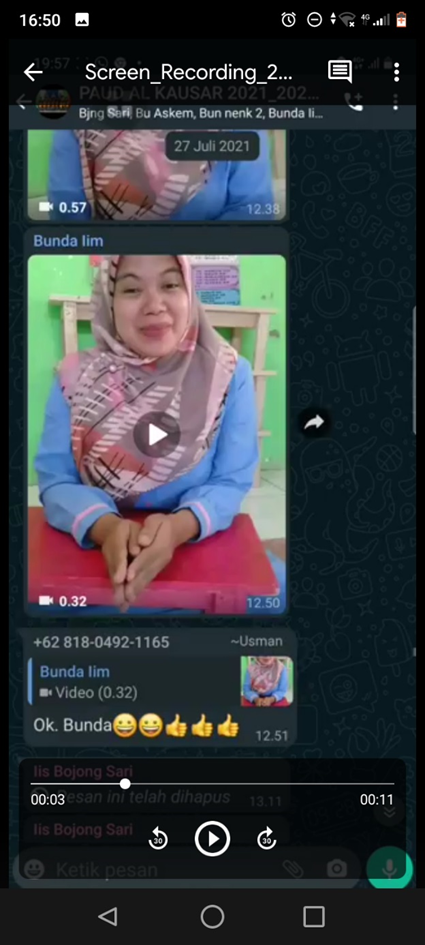 16:50
4G
Screen_Recording_2...
19:57
PAUD AL KAUSAR 2021_202...
Bjng Sari, Bu Askem, Bun nenk 2, Bunda Ii...
27 Juli 2021
0.57
12.38
Bunda Iim
0.32
12.50
+62 818-0492-1165
~Usman
Bunda Iim
Video (0.32)
Ok. Bunda😀😀👍👍👍
12.51
Iis Bojong Sari
00:03
Pesan ini telah dihapus
13.11
00:11
Iis Bojong Sari
30
30
Ketik pesan